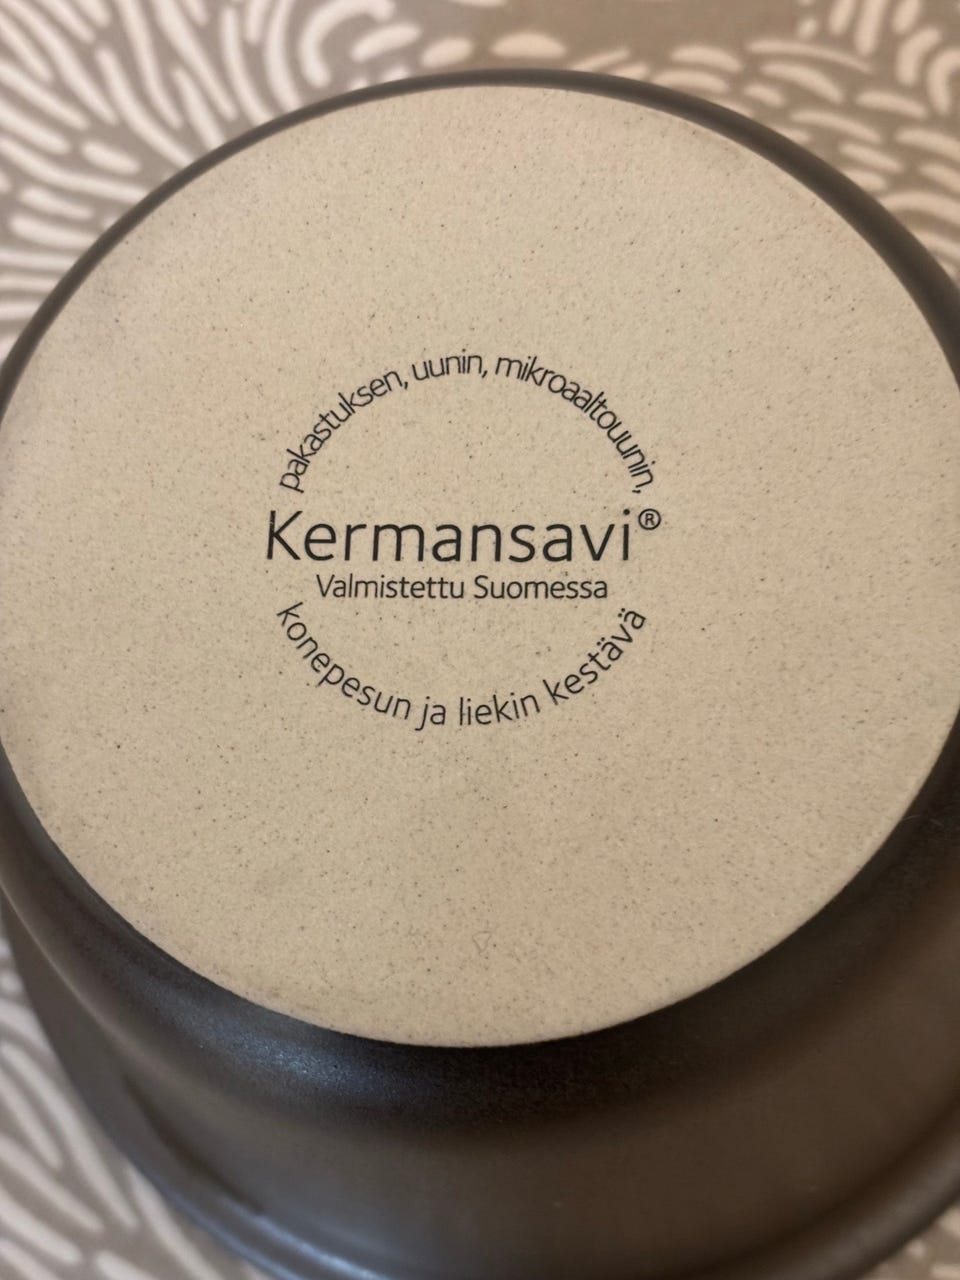 pakastuksen, uunin, mikroaaltouunin,
Kermansavi®
Valmistettu Suomessa
konepesun ja liekin kestävä